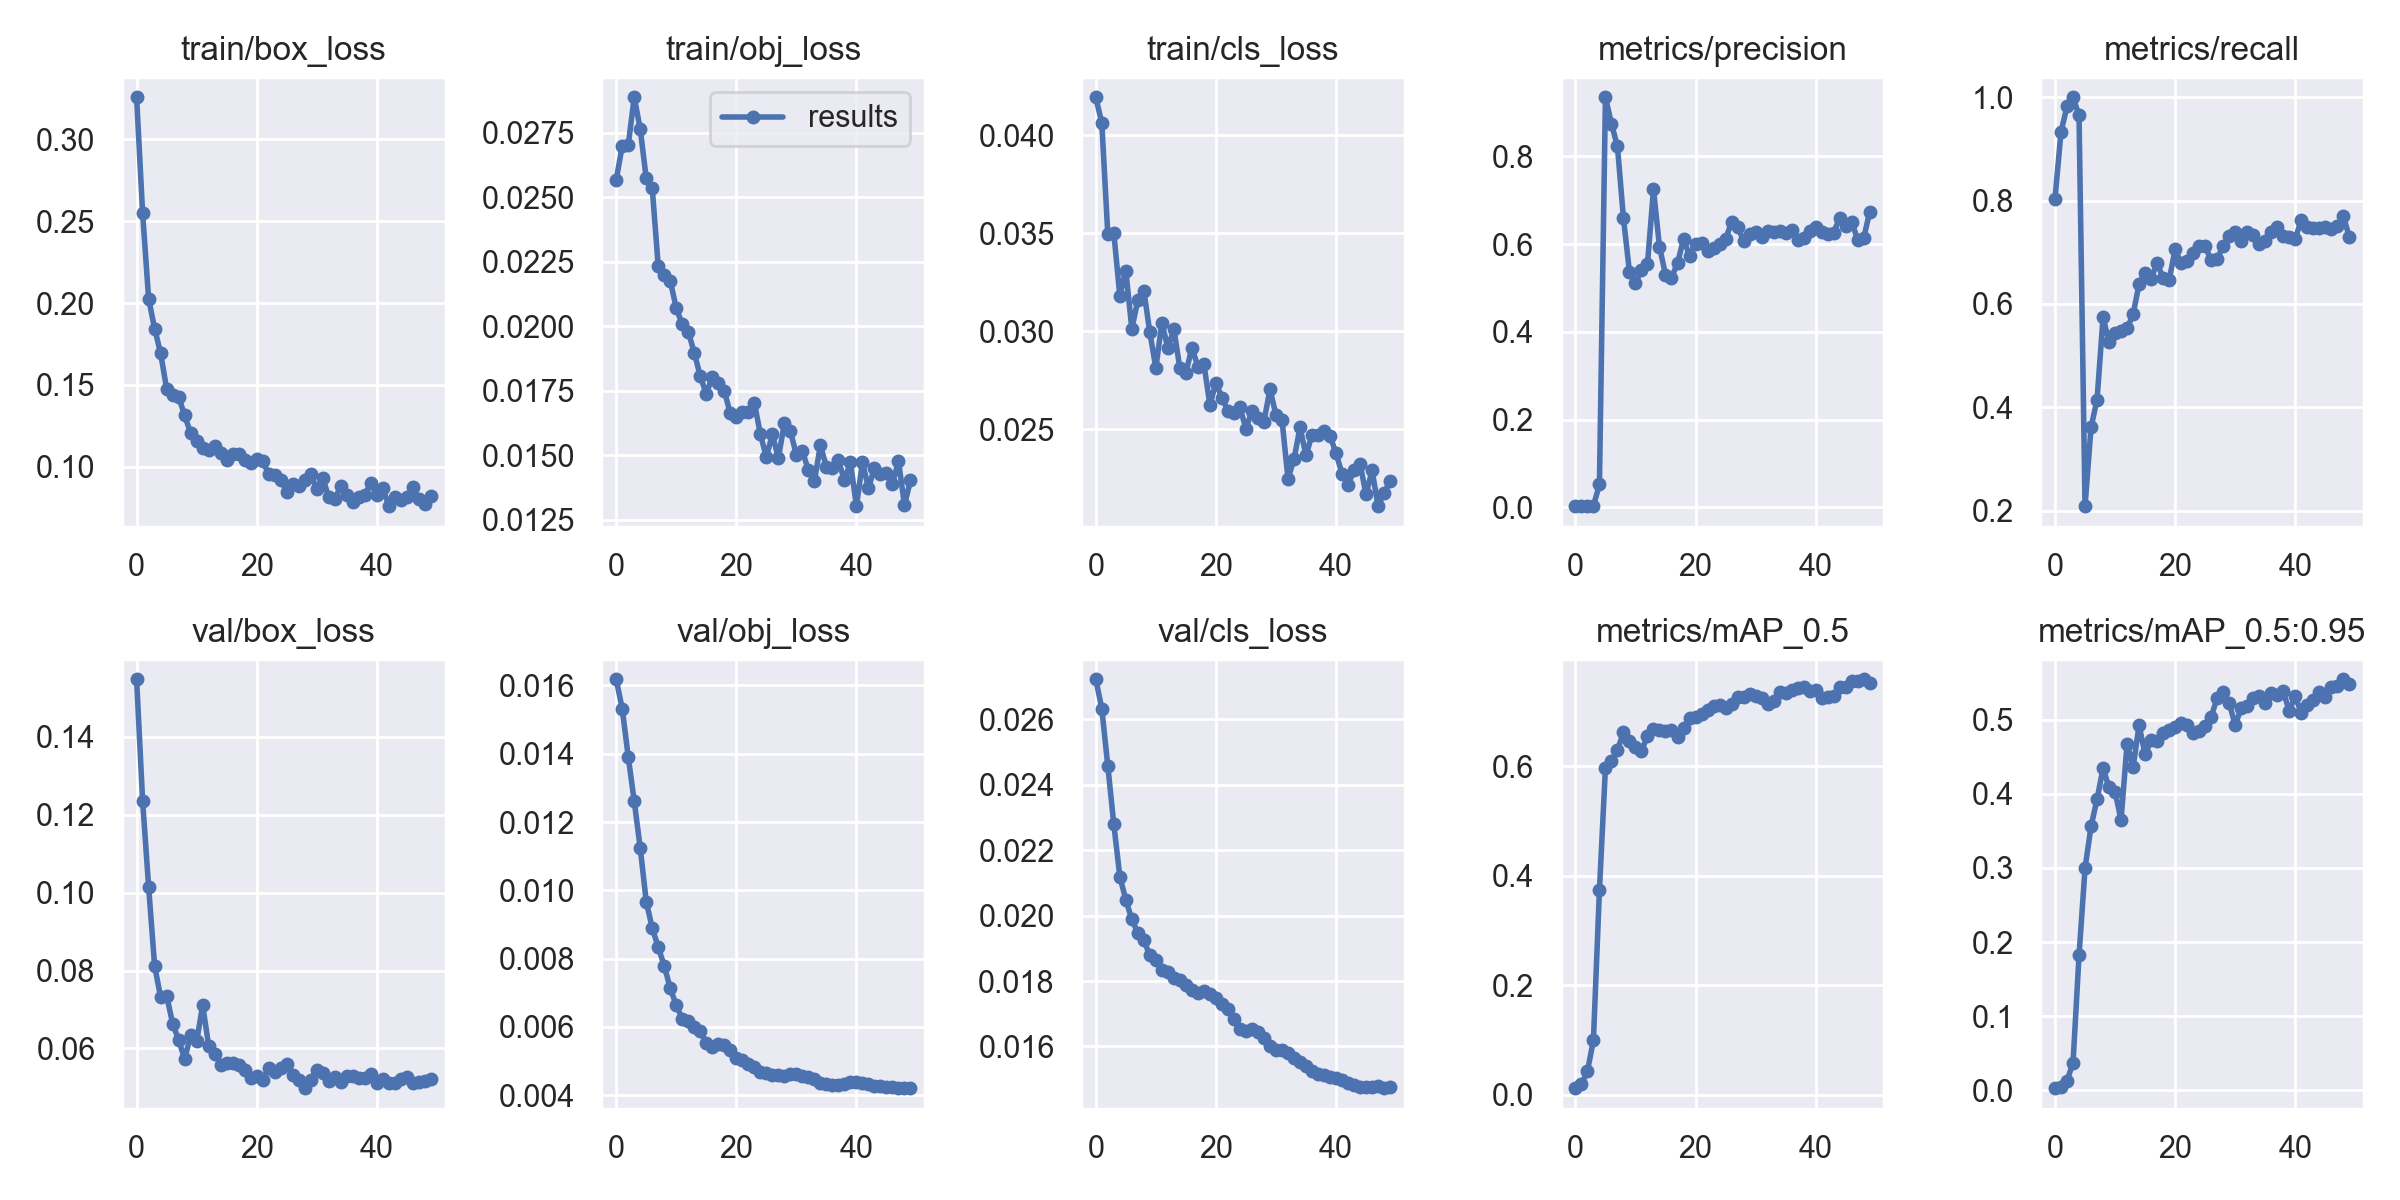 train/box_loss
train/obj_loss
train/cls_loss
metrics/precision
metrics/recall
0.30
0.25
0.20
0.15
0.10
0 20 40
results
0.0275
0.0250
0.0225
0.0200
0.0175
0.0150
0.0125
0 20 40
0.040
0.035
0.030
0.025
0 20 40
0.8
0.6
0.4
0.2
0.0
0 20 40
1.0
0.8
0.6
0.4
0.2
0 20 40
val/box_loss
val/obj_loss
val/cls_loss
metrics/mAP_0.5
metrics/mAP_0.5:0.95
0.14
0.12
0.10
0.08
0.06
0 20 40
0.016
0.014
0.012
0.010
0.008
0.006
0.004
0 20 40
0.026
0.024
0.022
0.020
0.018
0.016
0 20 40
0.6
0.4
0.2
0.0
0 20 40
0.5
0.4
0.3
0.2
0.1
0.0
0 20 40